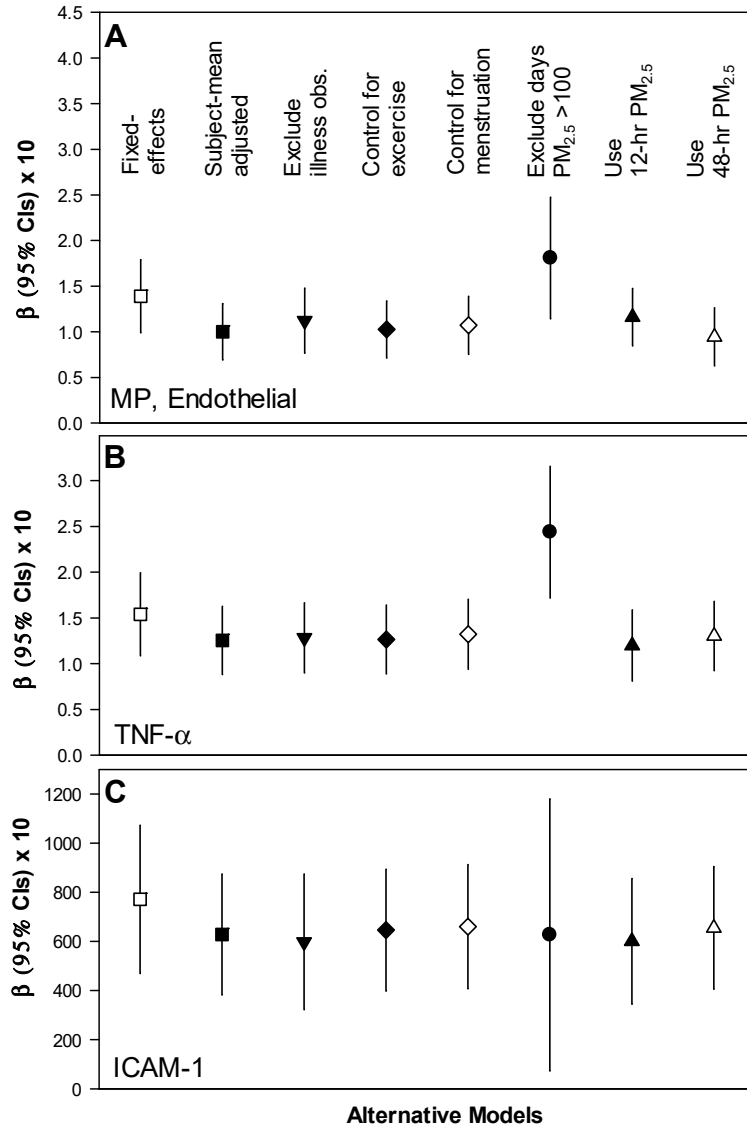 A
4.5
4.0
3.5
3.0
2.5
2.0
1.5
1.0
0.5
0.0
β (95% CIs) x 10
Fixed-
effects
Subject-mean
adjusted
Exclude
illness obs.
Control for
excercise
Control for
menstruation
Exclude days
PM2.5 >100
Use
12-hr PM2.5
Use
48-hr PM2.5
MP, Endothelial
B
3.0
2.5
2.0
1.5
1.0
0.5
0.0
β (95% CIs) x 10
TNF-α
C
1200
1000
800
600
400
200
0
β (95% CIs) x 10
ICAM-1
Alternative Models